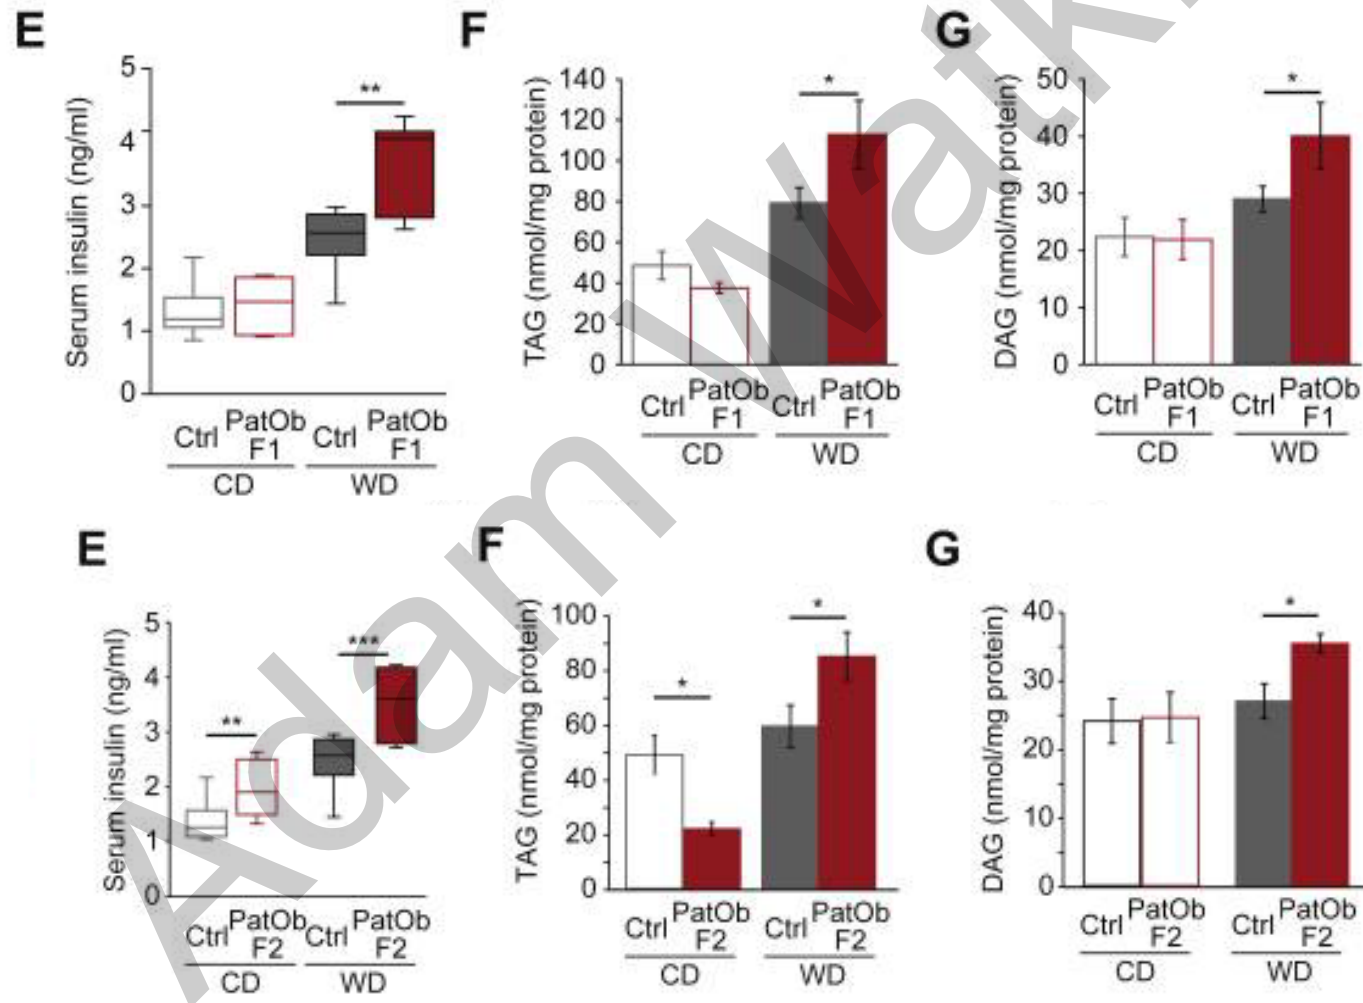 E
F
G
Serum insulin (ng/ml)
5
4
3
2
1
0
**
Ctrl PatOb F1 Ctrl PatOb F1
CD WD
TAG (nmol/mg protein)
140
120
100
80
60
40
20
0
*
Ctrl PatOb F1 Ctrl PatOb F1
CD WD
DAG (nmol/mg protein)
50
40
30
20
10
0
*
Ctrl PatOb F1 Ctrl PatOb F1
CD WD
E
F
G
Serum insulin (ng/ml)
5
4
3
2
1
0
**
***
Ctrl PatOb F2 Ctrl PatOb F2
CD WD
TAG (nmol/mg protein)
100
80
60
40
20
0
*
*
Ctrl PatOb F2 Ctrl PatOb F2
CD WD
DAG (nmol/mg protein)
40
30
20
10
0
*
Ctrl PatOb F2 Ctrl PatOb F2
CD WD
Adam Watk